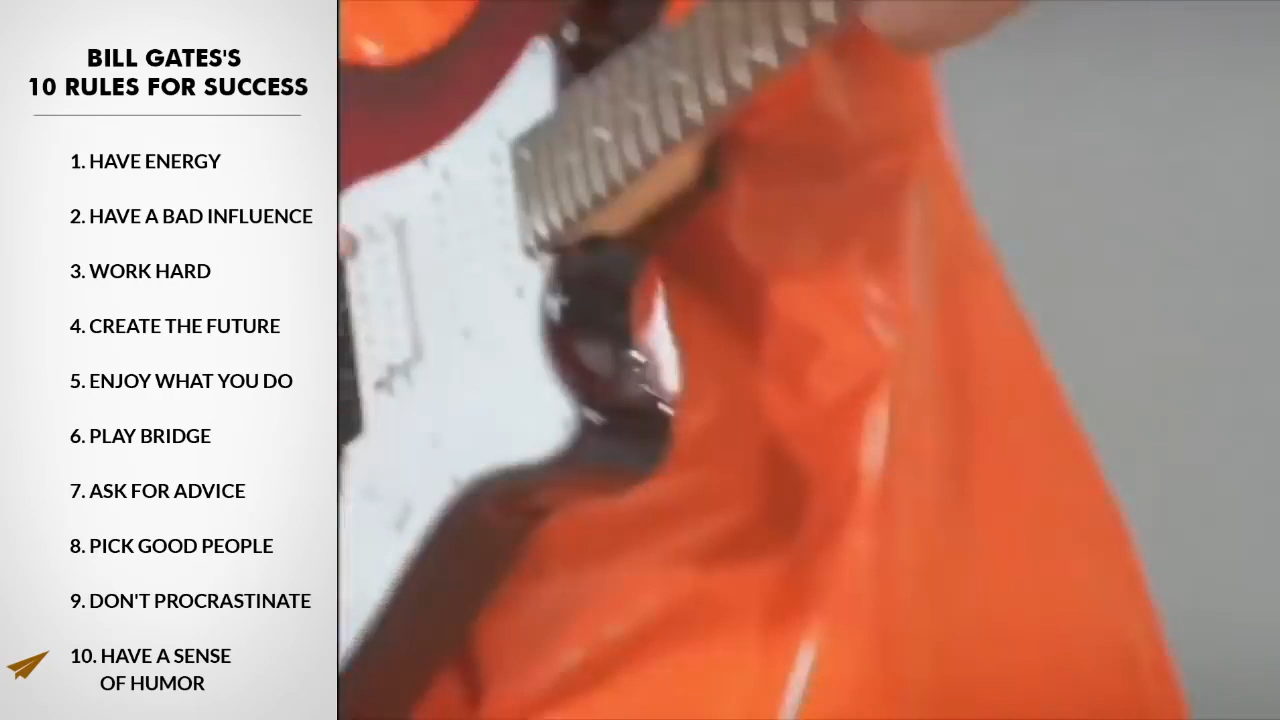 BILL GATES'S
10 RULES FOR SUCCESS
1. HAVE ENERGY
2. HAVE A BAD INFLUENCE
3. WORK HARD
4. CREATE THE FUTURE
5. ENJOY WHAT YOU DO
6. PLAY BRIDGE
7. ASK FOR ADVICE
8. PICK GOOD PEOPLE
9. DON'T PROCRASTINATE
10. HAVE A SENSE
OF HUMOR